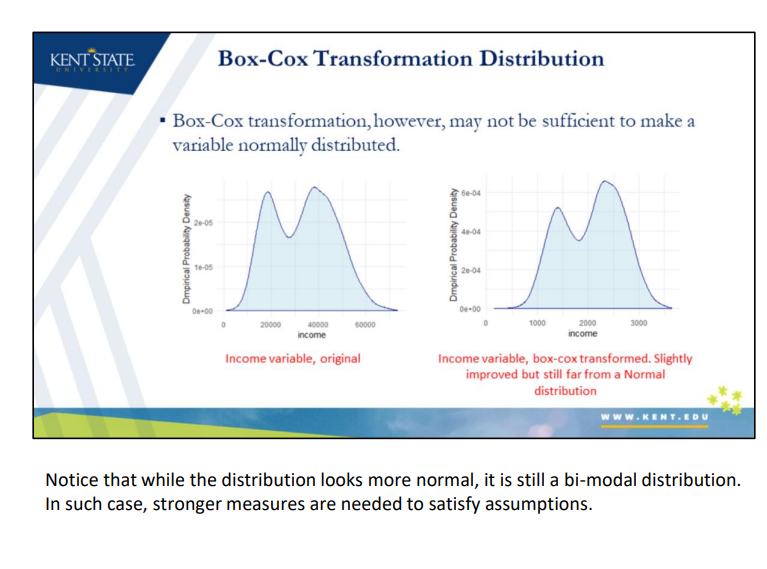 KENT STATE
UNIVERSITY
Box-Cox Transformation Distribution
▪ Box-Cox transformation, however, may not be sufficient to make a
variable normally distributed.
Dmpirical Probability Density
2e-05
1e-05
0e+00
0
20000
40000
60000
income
Income variable, original
Dmpirical Probability Density
6e-04
4e-04
2e-04
0e+00
0
1000
2000
3000
income
Income variable, box-cox transformed. Slightly
improved but still far from a Normal
distribution
WWW.KENT.EDU
Notice that while the distribution looks more normal, it is still a bi-modal distribution.
In such case, stronger measures are needed to satisfy assumptions.